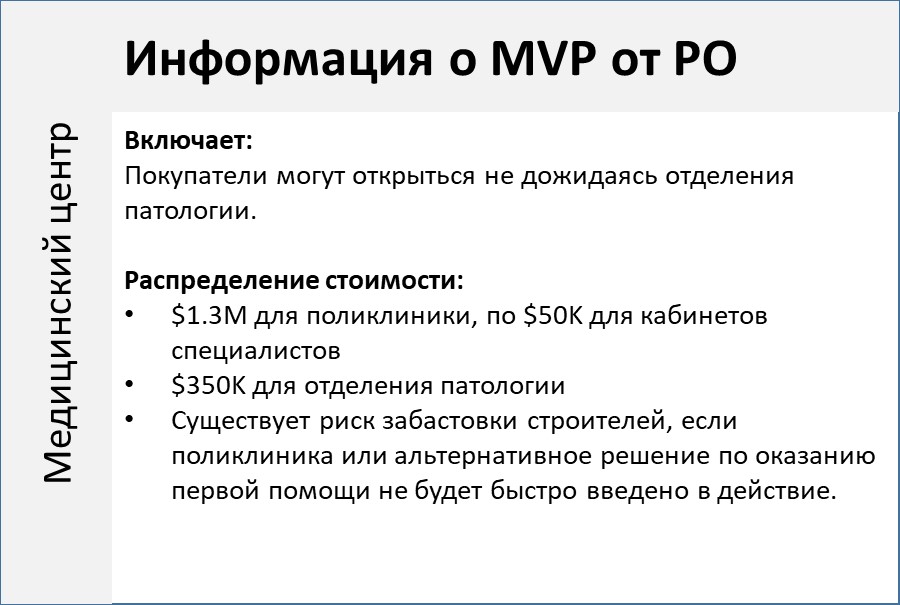 Информация о MVP от PO
Медицинский центр
Включает:
Покупатели могут открыться не дожидаясь отделения
патологии.
Распределение стоимости:
• $1.3M для поликлиники, по $50K для кабинетов
специалистов
• $350K для отделения патологии
• Существует риск забастовки строителей, если
поликлиника или альтернативное решение по оказанию
первой помощи не будет быстро введено в действие.